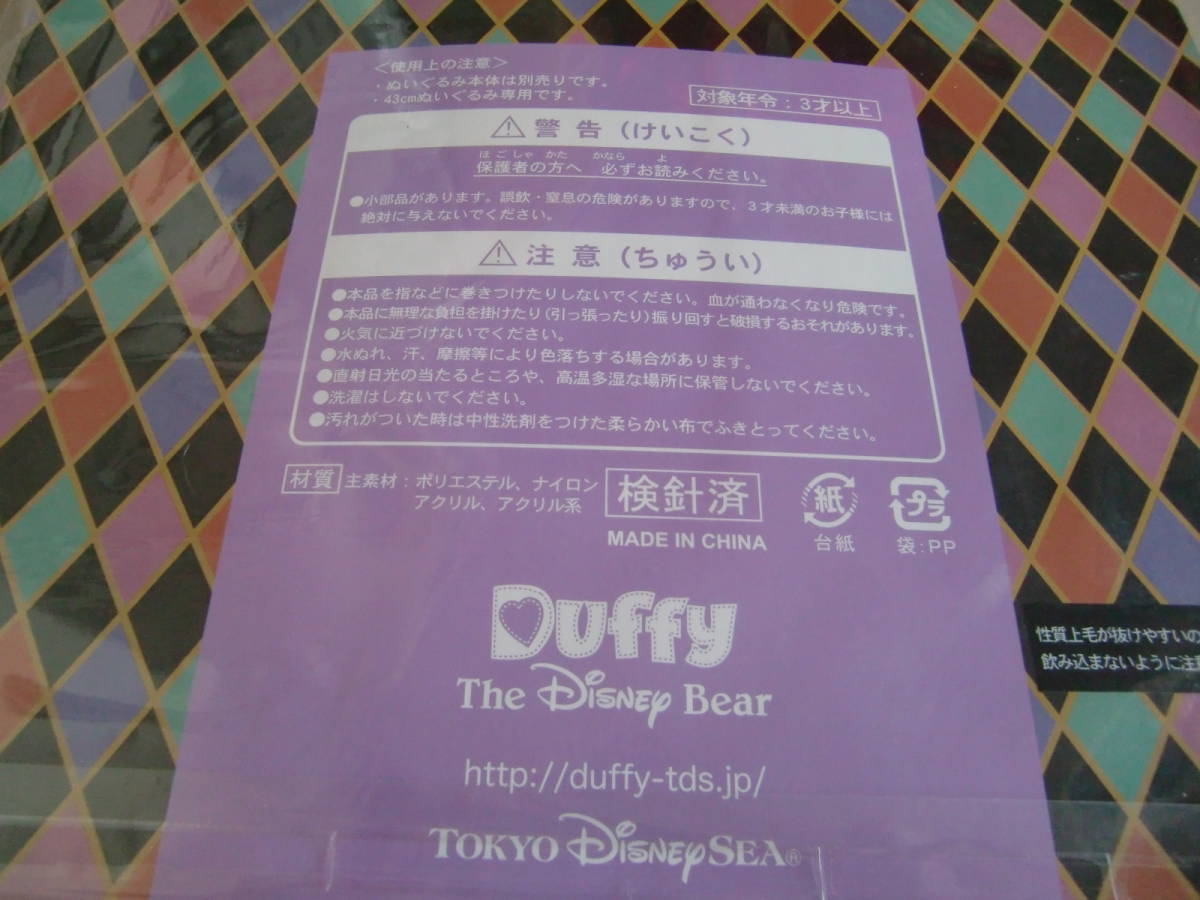 ＜使用上の注意＞
・ぬいぐるみ本体は別売りです。
・43cmぬいぐるみ専用です。
対象年令：3才以上
⚠ 警告（けいこく）
ほごしゃ かた かなら よ
保護者の方へ 必ずお読みください。
●小部品があります。誤飲・窒息の危険がありますので、3才未満のお子様には
絶対に与えないでください。
⚠ 注意（ちゅうい）
●本品を指などに巻きつけたりしないでください。血が通わなくなり危険です。
●本品に無理な負担を掛けたり（引っ張ったり）振り回すと破損するおそれがあります。
●火気に近づけないでください。
●水ぬれ、汗、摩擦等により色落ちする場合があります。
●直射日光の当たるところや、高温多湿な場所に保管しないでください。
●洗濯はしないでください。
●汚れがついた時は中性洗剤をつけた柔らかい布でふきとってください。
材質 主素材：ポリエステル、ナイロン
アクリル、アクリル系
検針済
MADE IN CHINA
紙
台紙
プラ
袋：PP
Duffy
The Disney Bear
http://duffy-tds.jp/
TOKYO DISNEY SEA®
性質上毛が抜けやすいの
飲み込まないように注意